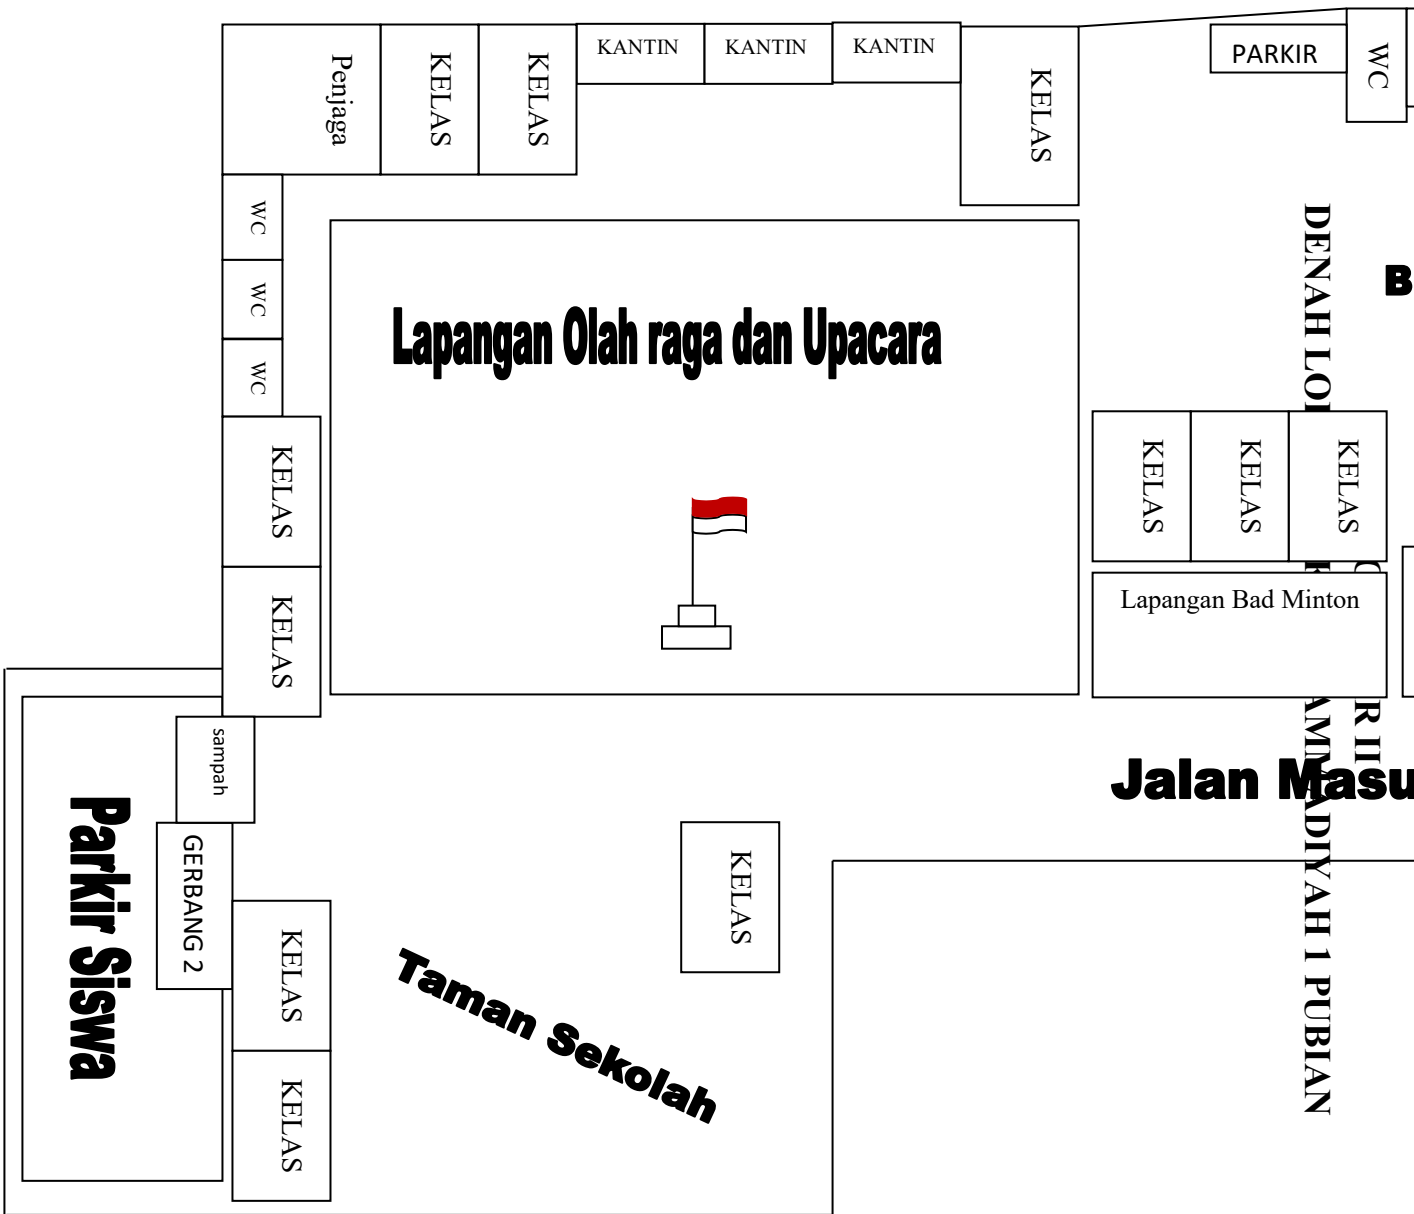 Penjaga
KELAS
KELAS
KANTIN
KANTIN
KANTIN
KELAS
PARKIR
WC
WC
WC
WC
Lapangan Olah raga dan Upacara
KELAS
KELAS
KELAS
KELAS
KELAS
Lapangan Bad Minton
sampah
GERBANG 2
Parkir Siswa
KELAS
KELAS
KELAS
Taman Sekolah
Jalan Masu
B
DENAH LO
ADIYAH 1 PUBIAN
R II